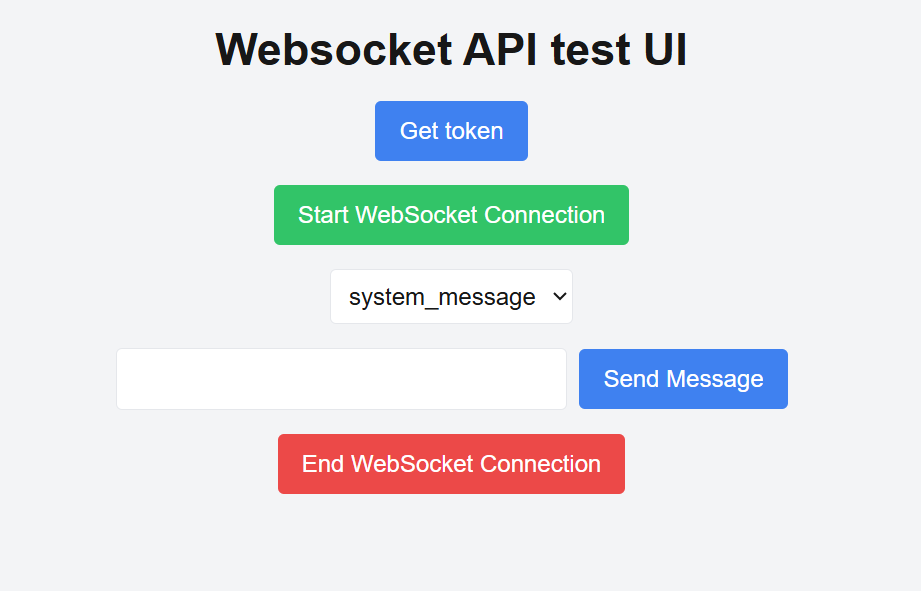 Websocket API test UI
Get token
Start WebSocket Connection
system_message
Send Message
End WebSocket Connection